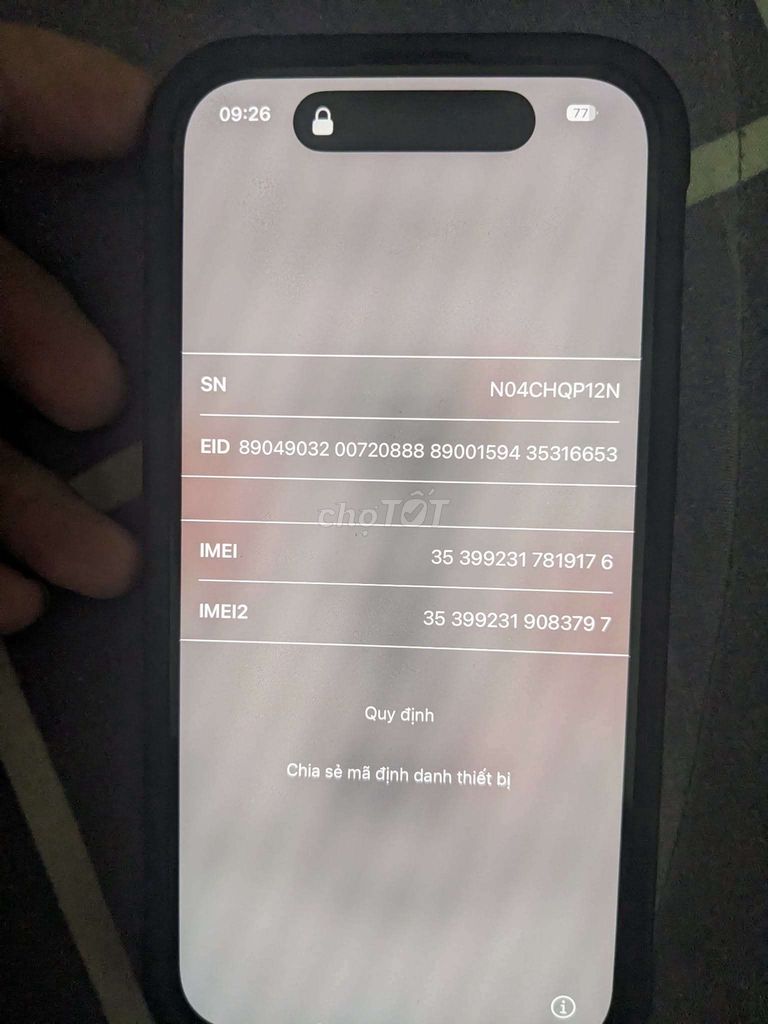 09:26
77
SN N04CHQP12N
EID 89049032 00720888 89001594 35316653
chợTỐT
IMEI 35 399231 781917 6
IMEI2 35 399231 908379 7
Quy định
Chia sẻ mã định danh thiết bị